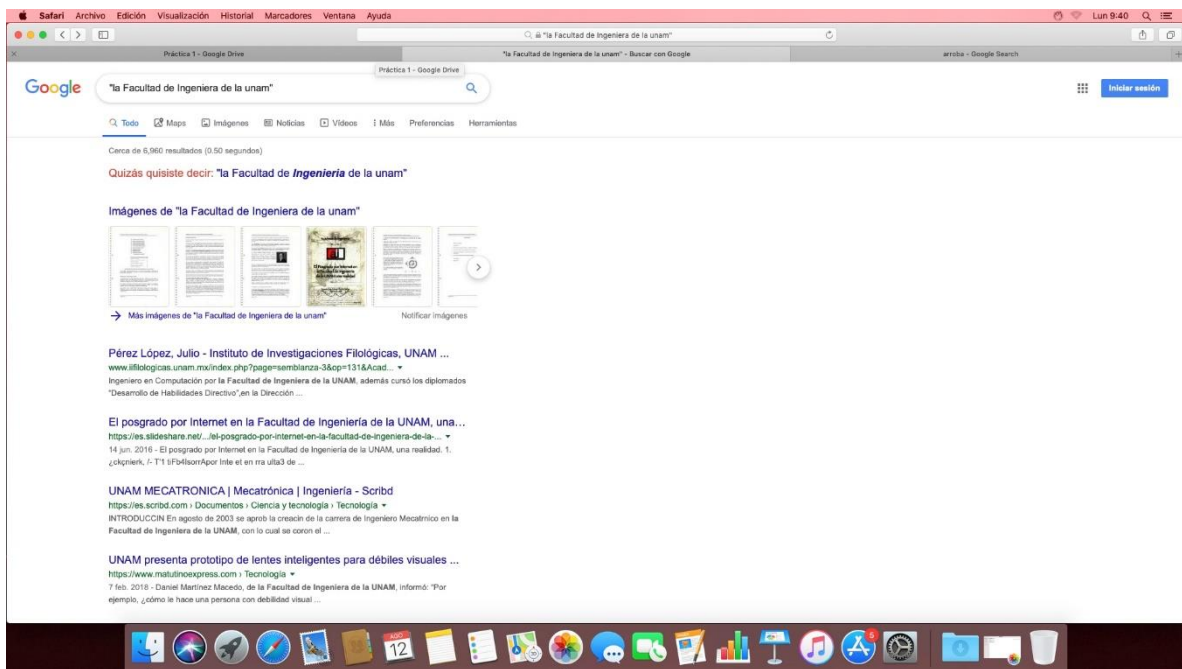 Safari Archivo Edición Visualización Historial Marcadores Ventana Ayuda Lun 9:40
"la Facultad de Ingeniera de la unam"
Práctica 1 - Google Drive "la Facultad de Ingeniera de la unam" - Buscar con Google arroba - Google Search
Práctica 1 - Google Drive
Google "la Facultad de Ingeniera de la unam" Iniciar sesión
Todo Maps Imágenes Noticias Vídeos Más Preferencias Herramientas
Cerca de 6,960 resultados (0.50 segundos)
Quizás quisiste decir: "la Facultad de Ingenieria de la unam"
Imágenes de "la Facultad de Ingeniera de la unam"
Más imágenes de "la Facultad de Ingeniera de la unam" Notificar imágenes
Pérez López, Julio - Instituto de Investigaciones Filológicas, UNAM ...
www.iifilologicas.unam.mx/index.php?page=semblanza-3&op=131&Acad...
Ingeniero en Computación por la Facultad de Ingeniera de la UNAM, además cursó los diplomados
"Desarrollo de Habilidades Directivo",en la Dirección ...
El posgrado por Internet en la Facultad de Ingeniería de la UNAM, una...
https://es.slideshare.net/.../el-posgrado-por-internet-en-la-facultad-de-ingeniera-de-la-...
14 jun. 2016 - El posgrado por Internet en la Facultad de Ingeniería de la UNAM, una realidad. 1.
¿ckçnierk, /- T'1 tiFb4IsorrApor Inte et en rra ulta3 de ...
UNAM MECATRONICA | Mecatrónica | Ingeniería - Scribd
https://es.scribd.com › Documentos › Ciencia y tecnología › Tecnología
INTRODUCCIN En agosto de 2003 se aprob la creacin de la carrera de Ingeniero Mecatrnico en la
Facultad de Ingeniera de la UNAM, con lo cual se coron el ...
UNAM presenta prototipo de lentes inteligentes para débiles visuales ...
https://www.matutinoexpress.com › Tecnología
7 feb. 2018 - Daniel Martínez Macedo, de la Facultad de Ingeniera de la UNAM, informó: "Por
ejemplo, ¿cómo le hace una persona con debilidad visual ...
AGO
12
5